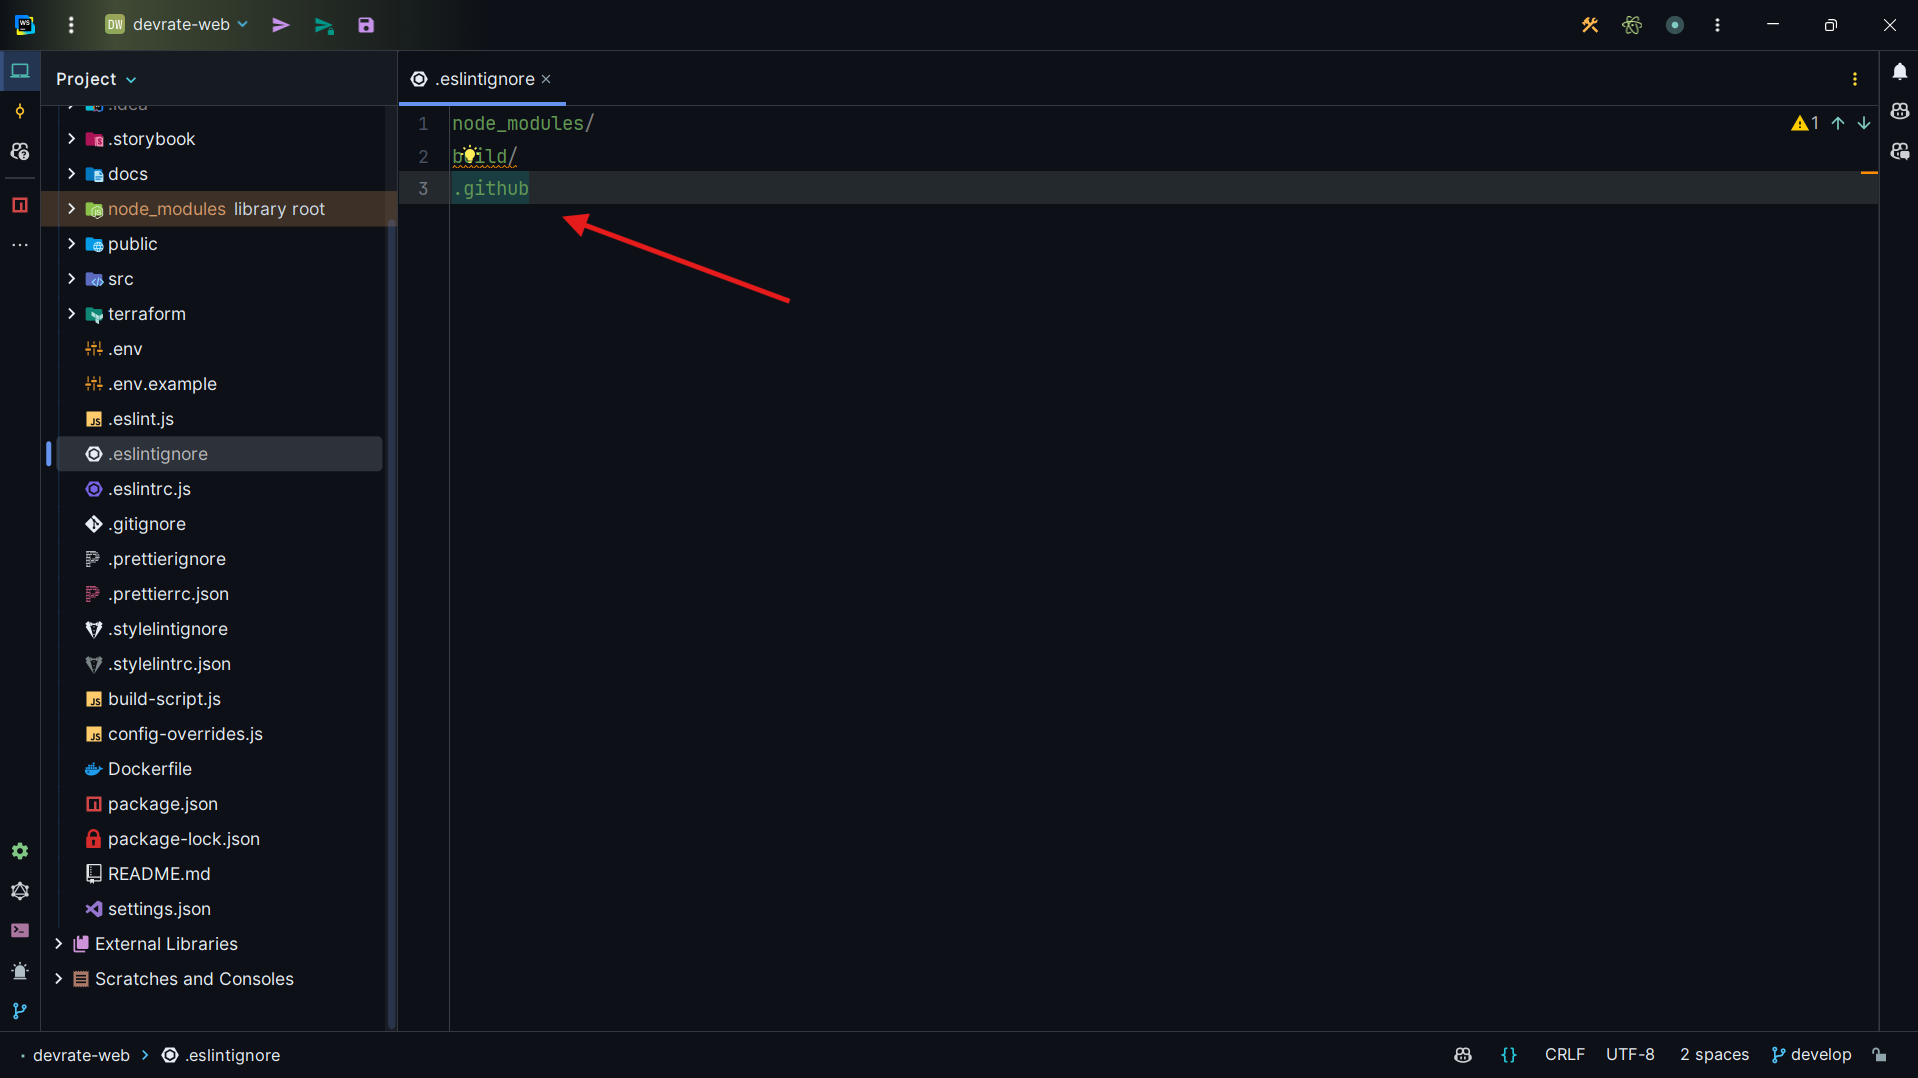 DW devrate-web
Project
.eslintignore
.idea
.storybook
docs
node_modules library root
public
src
terraform
.env
.env.example
.eslint.js
.eslintignore
.eslintrc.js
.gitignore
.prettierignore
.prettierrc.json
.stylelintignore
.stylelintrc.json
build-script.js
config-overrides.js
Dockerfile
package.json
package-lock.json
README.md
settings.json
External Libraries
Scratches and Consoles
1 node_modules/
2 build/
3 .github
1
devrate-web > .eslintignore
{} CRLF UTF-8 2 spaces develop